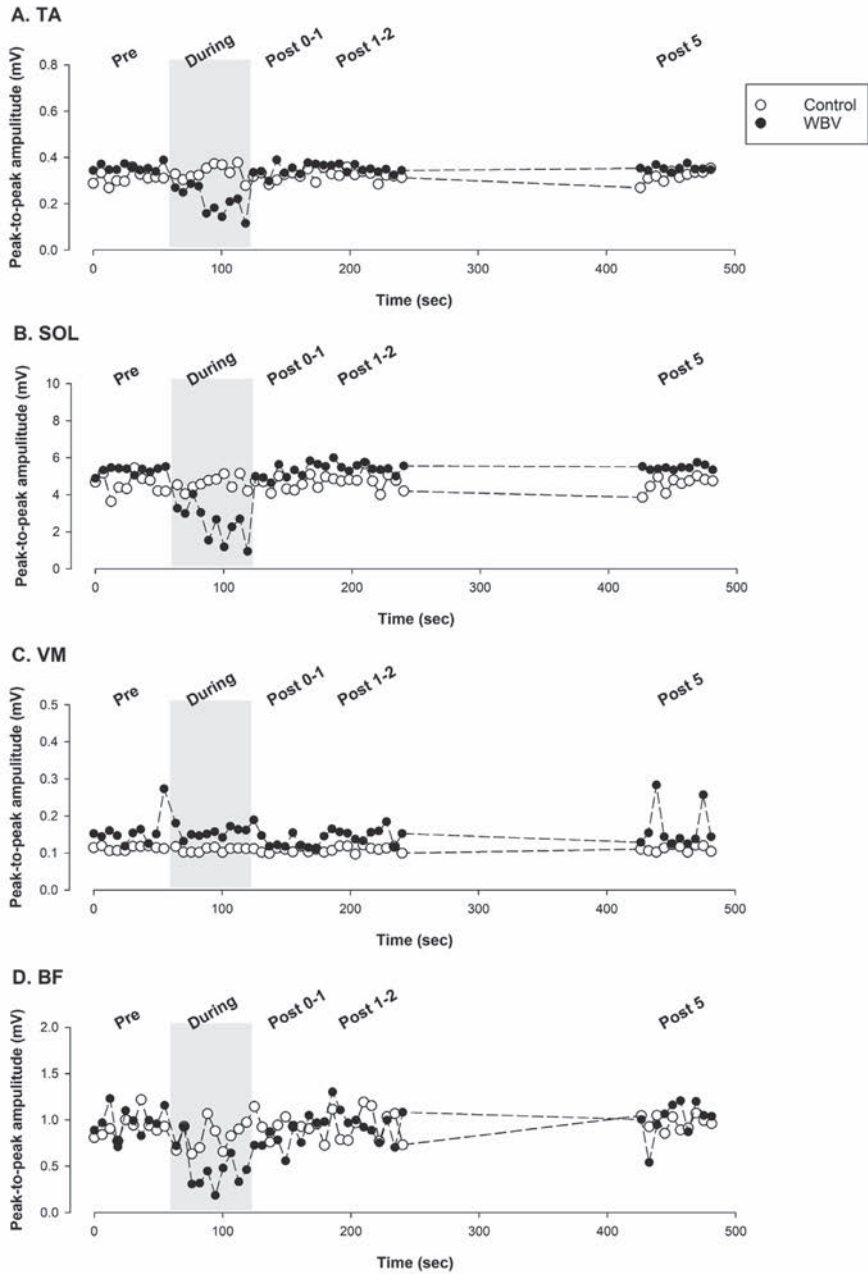 A. TA
Pre During Post 0-1 Post 1-2 Post 5
Peak-to-peak ampulitude (mV)
0.8
0.6
0.4
0.2
0.0
0 100 200 300 400 500
Time (sec)
Control
WBV
B. SOL
Pre During Post 0-1 Post 1-2 Post 5
Peak-to-peak ampulitude (mV)
10
8
6
4
2
0
0 100 200 300 400 500
Time (sec)
C. VM
Pre During Post 0-1 Post 1-2 Post 5
Peak-to-peak ampulitude (mV)
0.5
0.4
0.3
0.2
0.1
0.0
0 100 200 300 400 500
Time (sec)
D. BF
Pre During Post 0-1 Post 1-2 Post 5
Peak-to-peak ampulitude (mV)
2.0
1.5
1.0
0.5
0.0
0 100 200 300 400 500
Time (sec)